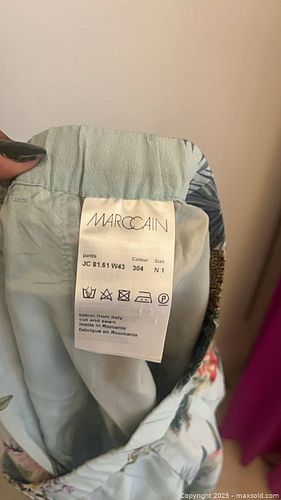 MARCCAIN
pants Colour Size
JC 81.51 W43 304 N 1
fabric from Italy
cut and sewn
made in Romania
fabriqué en Roumanie
Copyright © 2025 - maxsold.com